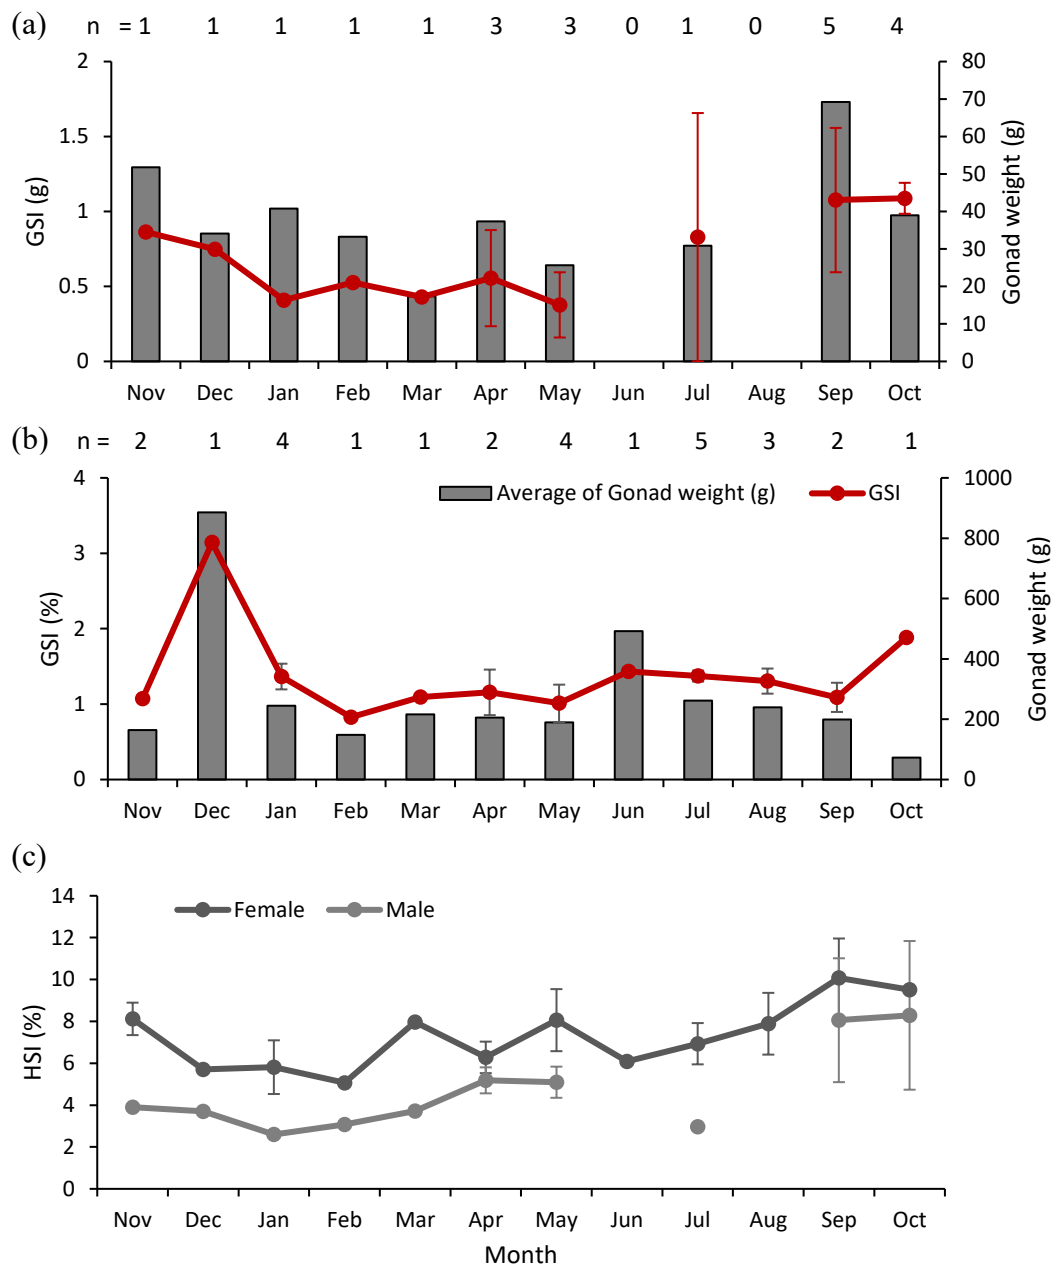 (a) n = 1 1 1 1 1 3 3 0 1 0 5 4
2 80
70
1.5 60
50
1 40
30
0.5 20
10
0 0
GSI (g)
Gonad weight (g)
Nov Dec Jan Feb Mar Apr May Jun Jul Aug Sep Oct
(b) n = 2 1 4 1 1 2 4 1 5 3 2 1
4 1000
Average of Gonad weight (g) GSI
3 800
600
2
400
1 200
0 0
GSI (%)
Gonad weight (g)
Nov Dec Jan Feb Mar Apr May Jun Jul Aug Sep Oct
(c)
14
Female Male
12
10
8
6
4
2
0
HSI (%)
Nov Dec Jan Feb Mar Apr May Jun Jul Aug Sep Oct
Month